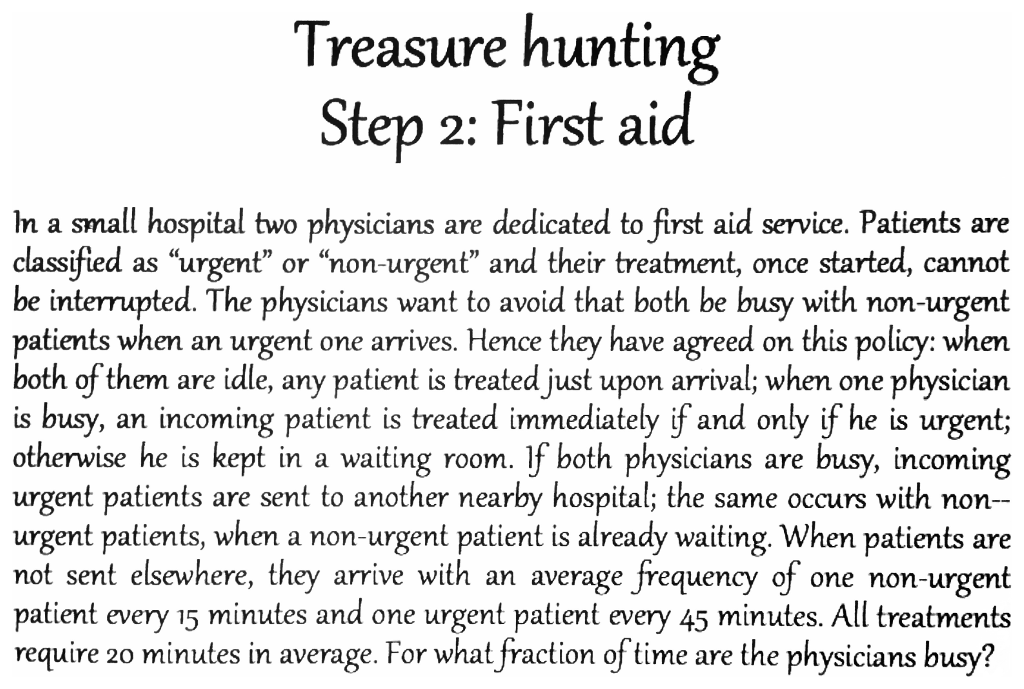 Treasure hunting
Step 2: First aid
In a small hospital two physicians are dedicated to first aid service. Patients are
classified as “urgent” or “non-urgent” and their treatment, once started, cannot
be interrupted. The physicians want to avoid that both be busy with non-urgent
patients when an urgent one arrives. Hence they have agreed on this policy: when
both of them are idle, any patient is treated just upon arrival; when one physician
is busy, an incoming patient is treated immediately if and only if he is urgent;
otherwise he is kept in a waiting room. If both physicians are busy, incoming
urgent patients are sent to another nearby hospital; the same occurs with non--
urgent patients, when a non-urgent patient is already waiting. When patients are
not sent elsewhere, they arrive with an average frequency of one non-urgent
patient every 15 minutes and one urgent patient every 45 minutes. All treatments
require 20 minutes in average. For what fraction of time are the physicians busy?